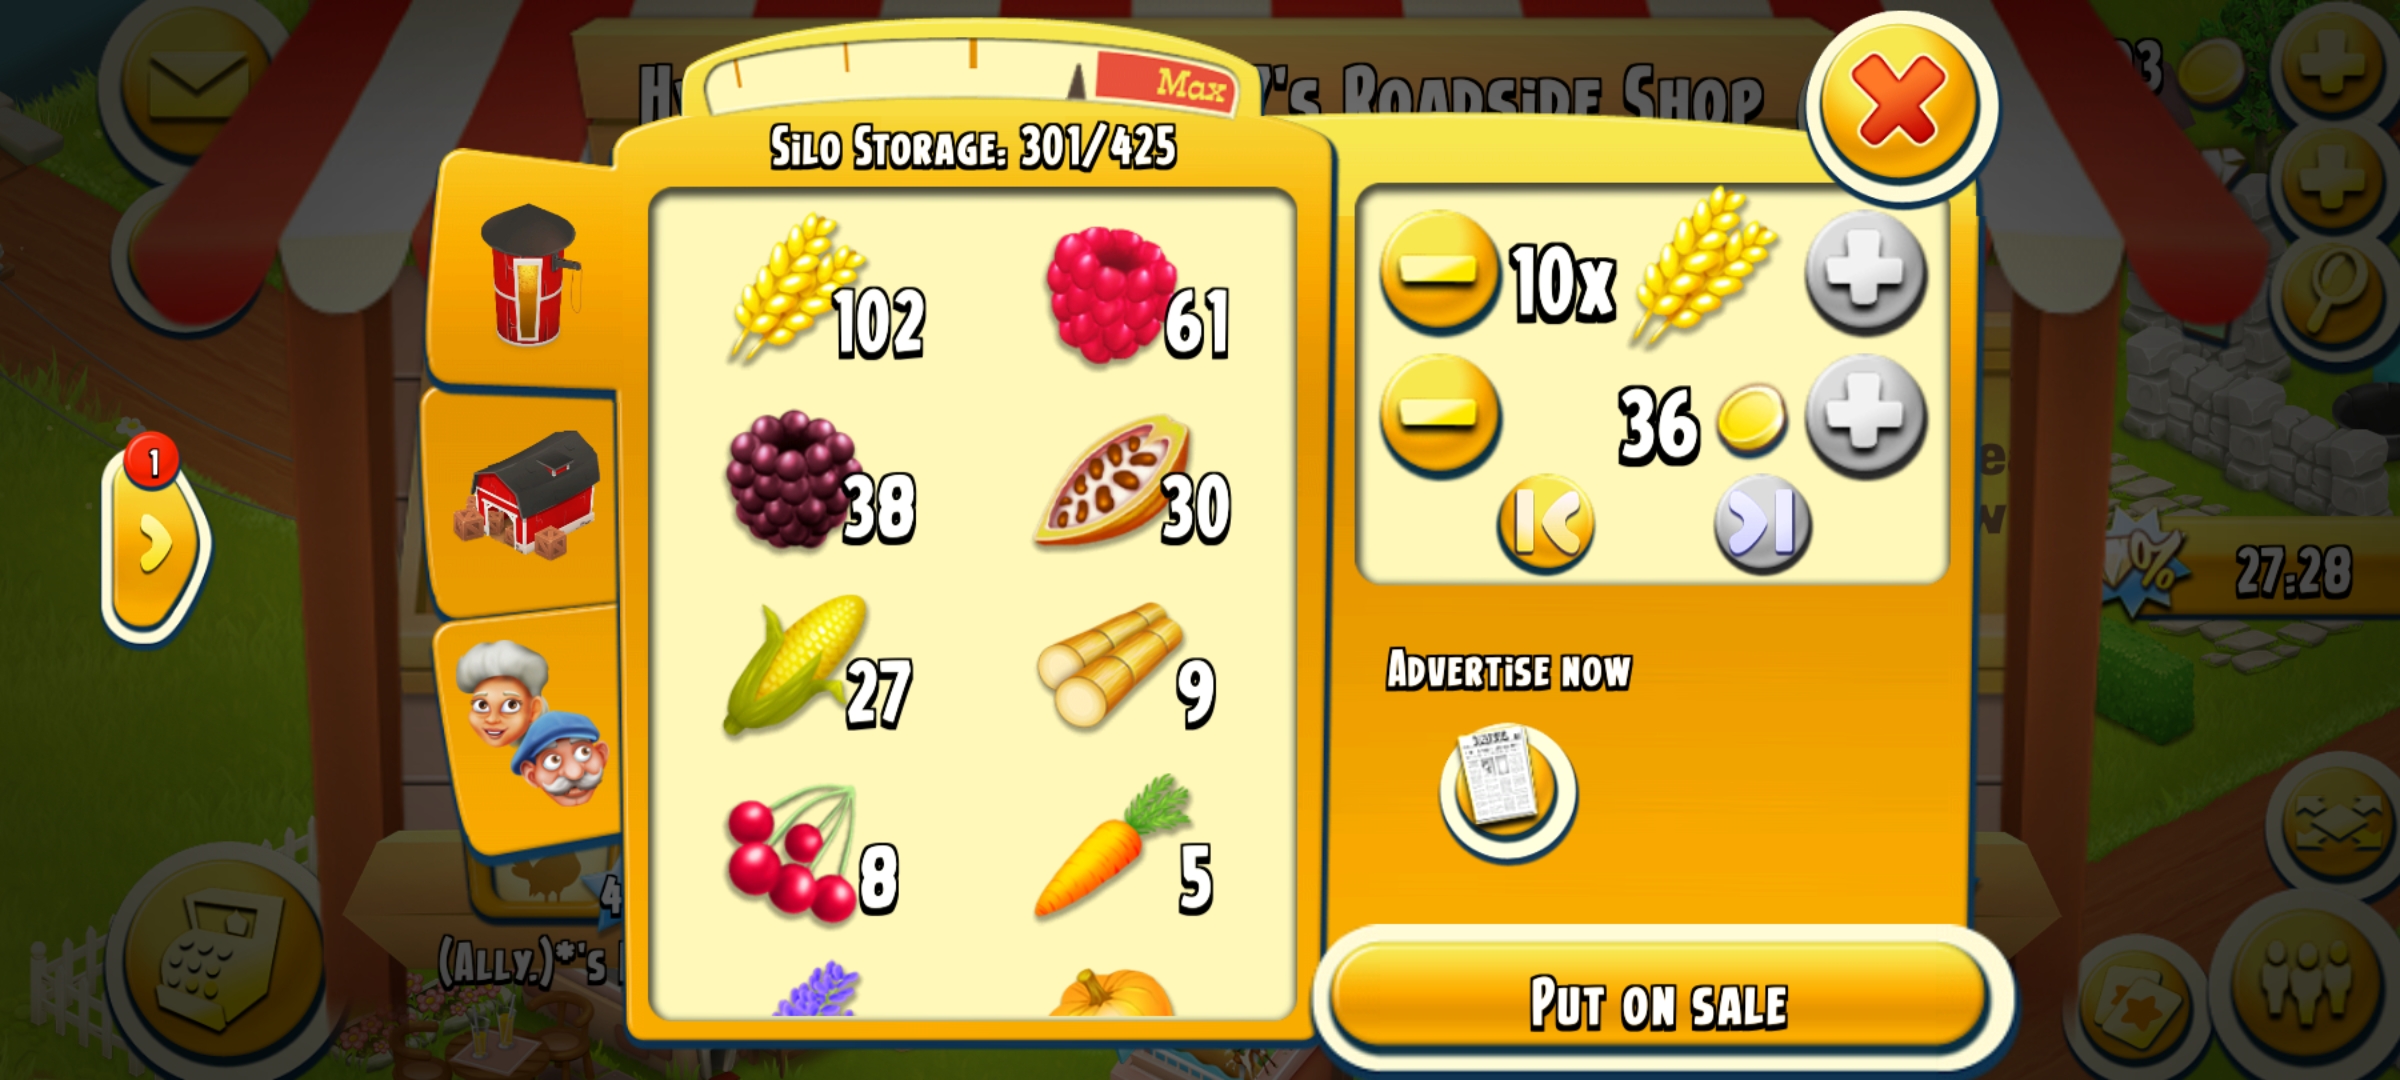 Max
'S ROADSIDE SHOP
SILO STORAGE: 301/425
102
61
38
30
27
9
8
5
10x
36
1
27:28
ADVERTISE NOW
(ALLY.)*'S
PUT ON SALE